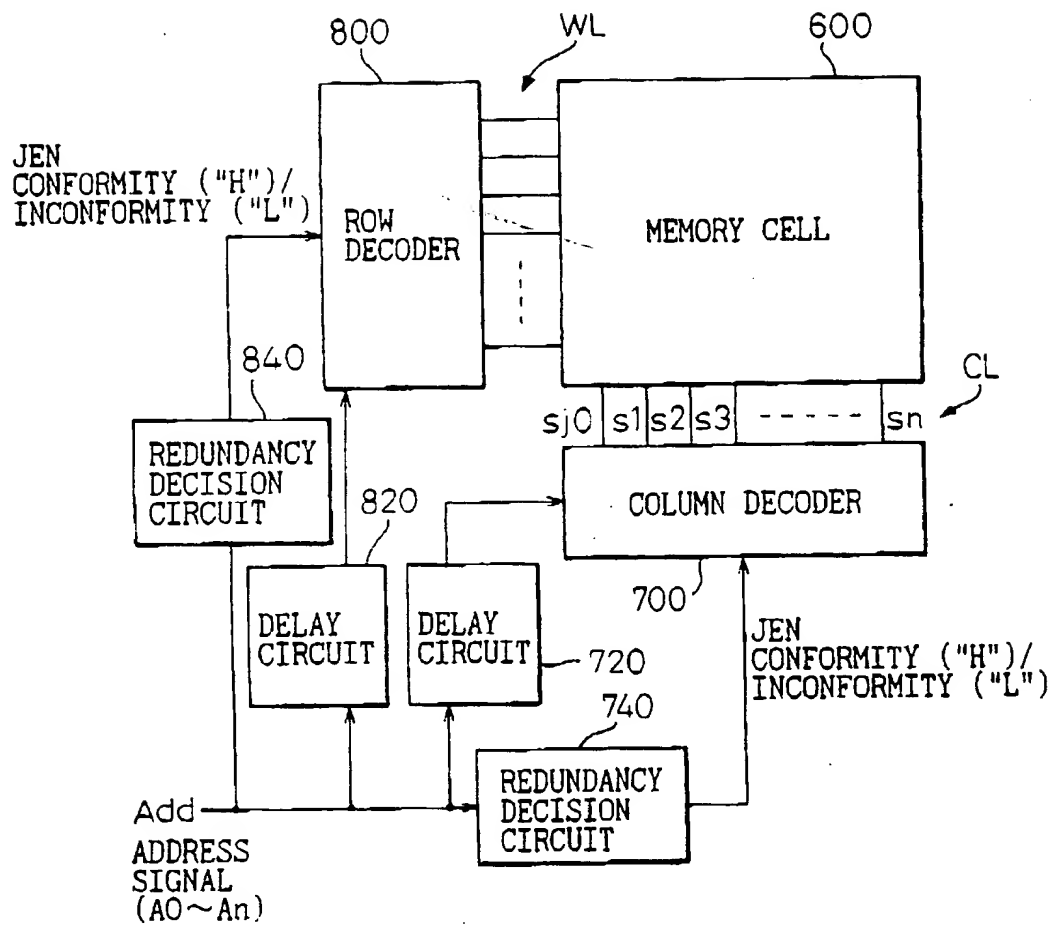 800
WL
600
JEN
CONFORMITY ("H")/
INCONFORMITY ("L")
ROW
DECODER
MEMORY CELL
840
CL
sj0 s1 s2 s3 sn
REDUNDANCY
DECISION
CIRCUIT
820
COLUMN DECODER
700
DELAY
CIRCUIT
DELAY
CIRCUIT
720
JEN
CONFORMITY ("H")/
INCONFORMITY ("L")
740
REDUNDANCY
DECISION
CIRCUIT
Add
ADDRESS
SIGNAL
(A0~An)